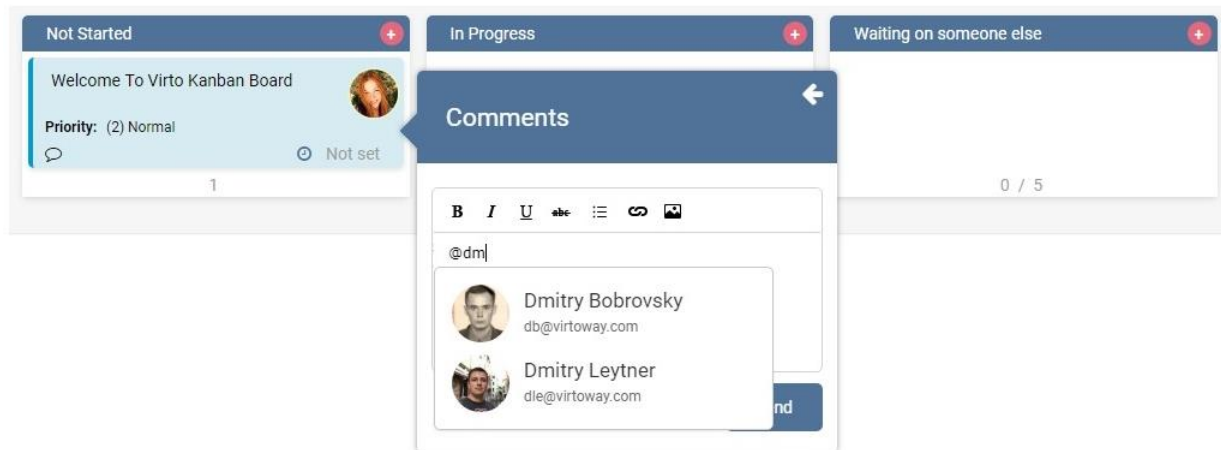 Not Started
In Progress
Waiting on someone else
Welcome To Virto Kanban Board
Priority: (2) Normal
Not set
1
0 / 5
Comments
B I U abc
@dm
Dmitry Bobrovsky
db@virtoway.com
Dmitry Leytner
dle@virtoway.com